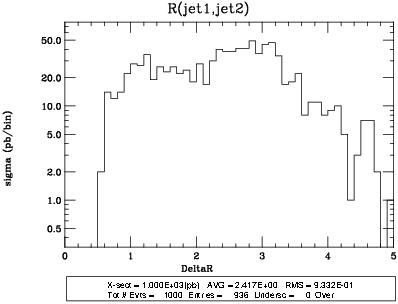 R(jet1,jet2)
sigma (pb/bin)
50.0
20.0
10.0
5.0
2.0
1.0
0.5
0 1 2 3 4 5
DeltaR
X-sect = 1.000E+03(pb) AVG = 2.417E+00 RMS = 9.332E-01
Tot # Evts = 1000 Entries = 936 Undersc = 0 Over